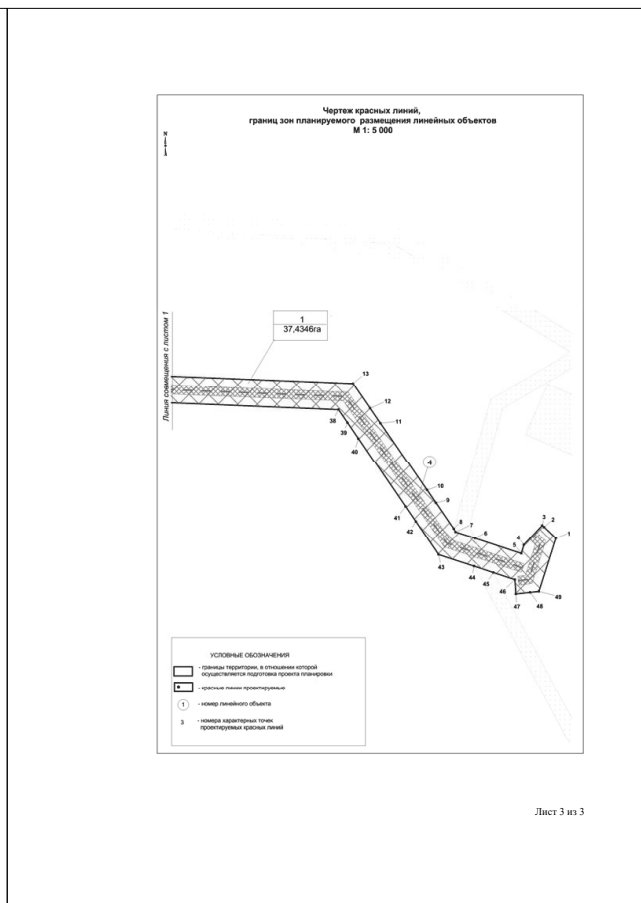 Чертеж красных линий,
границ зон планируемого размещения линейных объектов
М 1: 5 000
N
Линия совмещения с листом 1
1
37,4346га
13
12
11
38
39
40
10
9
41
42
8
7
6
3
2
1
4
5
43
44
45
46
47
48
49
УСЛОВНЫЕ ОБОЗНАЧЕНИЯ
- границы территории, в отношении которой
осуществляется подготовка проекта планировки
- красные линии проектируемые
1
- номер линейного объекта
3
- номера характерных точек
проектируемых красных линий
Лист 3 из 3